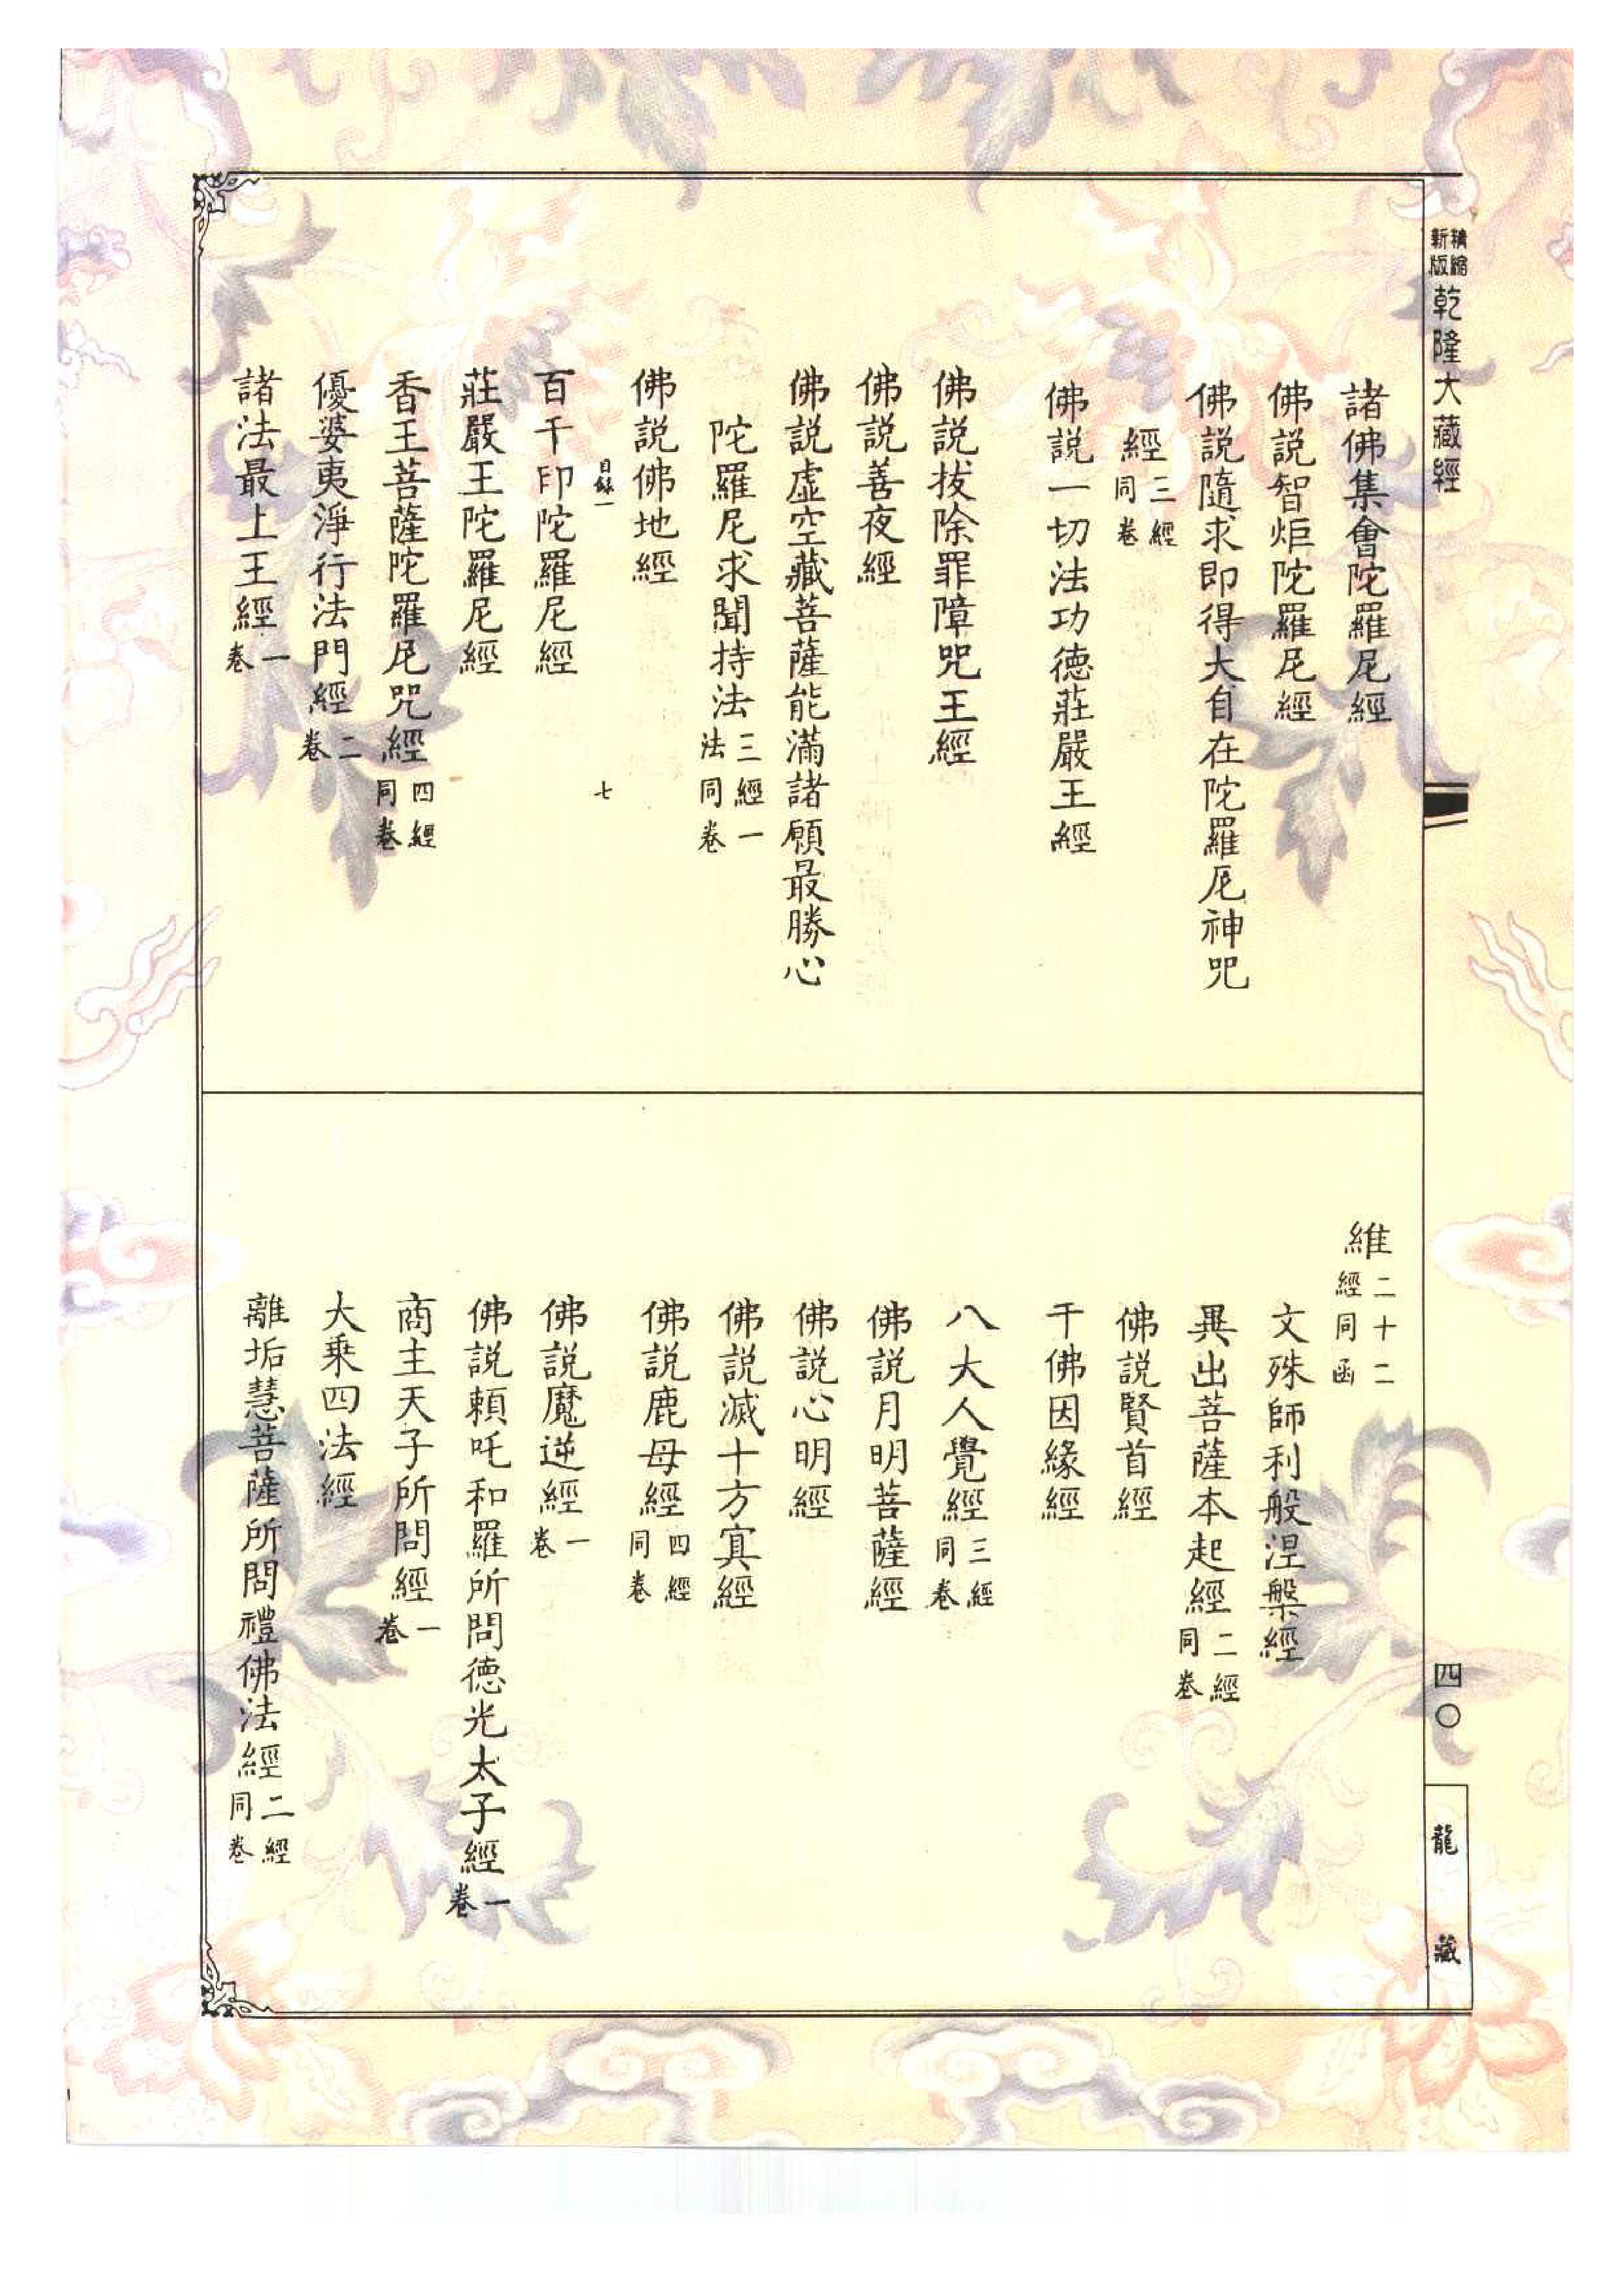 精縮新版乾隆大藏經
四〇
龍藏
諸佛集會陀羅尼經
佛說智炬陀羅尼經
佛說隨求即得大自在陀羅尼神咒
經三經同卷
佛說一切法功德莊嚴王經
佛說拔除罪障咒王經
佛說善夜經
佛說虛空藏菩薩能滿諸願最勝心
陀羅尼求聞持法三經一法同卷
佛說佛地經
目錄一 七
百千印陀羅尼經
莊嚴王陀羅尼經
香王菩薩陀羅尼咒經四經同卷
優婆夷淨行法門經二卷
諸法最上王經一卷
維二十二經同函
文殊師利般涅槃經
異出菩薩本起經二經同卷
佛說賢首經
千佛因緣經
八大人覺經三經同卷
佛說月明菩薩經
佛說心明經
佛說滅十方冥經
佛說鹿母經四經同卷
佛說魔逆經一卷
佛說賴吒和羅所問德光太子經一卷
商主天子所問經一卷
大乘四法經
離垢慧菩薩所問禮佛法經二經同卷